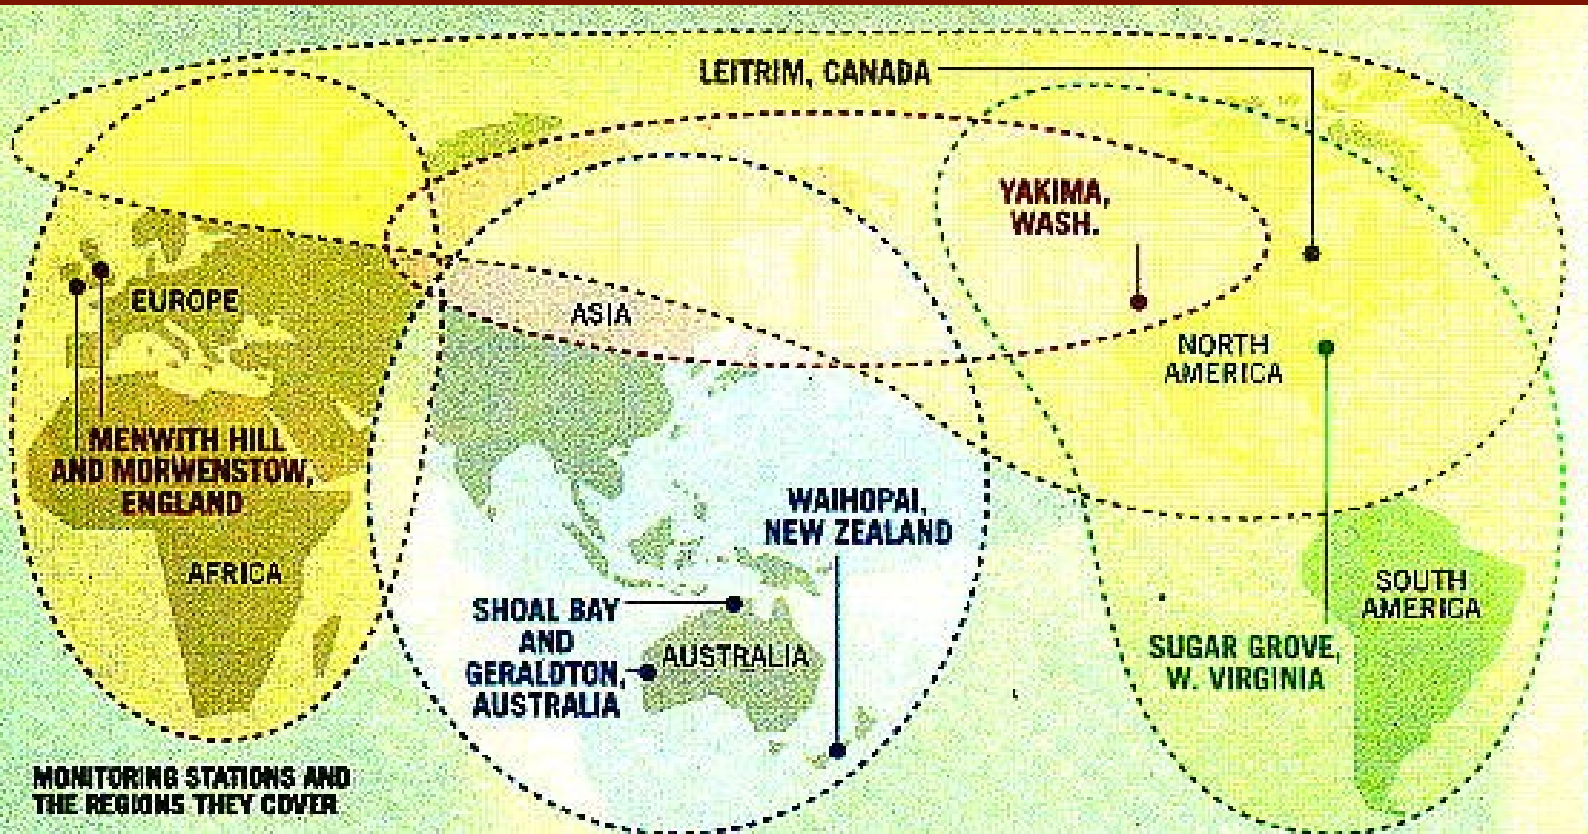 LEITRIM, CANADA
YAKIMA,
WASH.
EUROPE
ASIA
NORTH
AMERICA
MENWITH HILL
AND MORWENSTOW,
ENGLAND
WAIHOPAI,
NEW ZEALAND
AFRICA
SHOAL BAY
AND
GERALDTON,
AUSTRALIA
AUSTRALIA
SOUTH
AMERICA
SUGAR GROVE,
W. VIRGINIA
MONITORING STATIONS AND
THE REGIONS THEY COVER